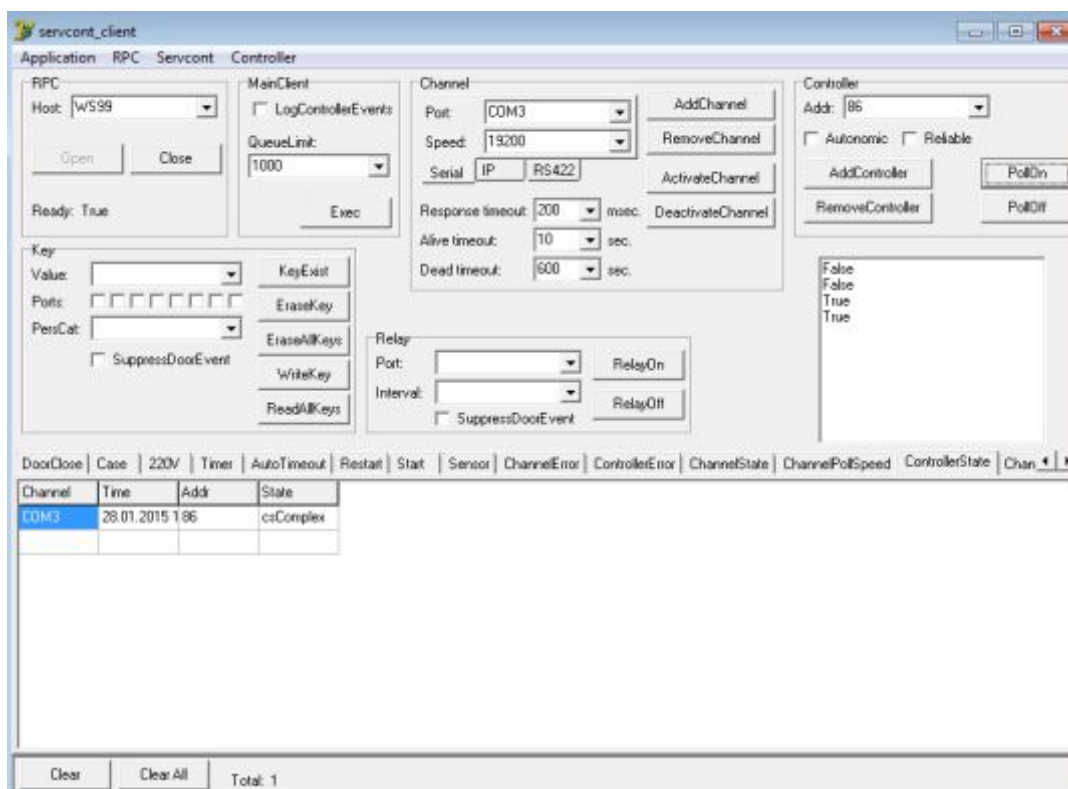 servcont_client
Application RPC Servcont Controller
RPC
Host: WS99
Open Close
Ready: True
MainClient
LogControllerEvents
QueueLimit:
1000
Exec
Channel
Port: COM3
Speed: 19200
Serial IP RS422
Response timeout: 200 msec.
Alive timeout: 10 sec.
Dead timeout: 600 sec.
AddChannel
RemoveChannel
ActivateChannel
DeactivateChannel
Controller
Addr: 86
Autonomic Reliable
AddController PollOn
RemoveController PollOff
Key
Value:
Ports:
PersCat:
SuppressDoorEvent
KeyExist
EraseKey
EraseAllKeys
WriteKey
ReadAllKeys
Relay
Port:
Interval:
SuppressDoorEvent
RelayOn
RelayOff
False
False
True
True
DoorClose Case 220V Timer AutoTimeout Restart Start Sensor ChannelError ControllerError ChannelState ChannelPollSpeed ControllerState Chan
Channel Time Addr State
COM3 28.01.2015 1 86 csComplex
Clear Clear All Total: 1